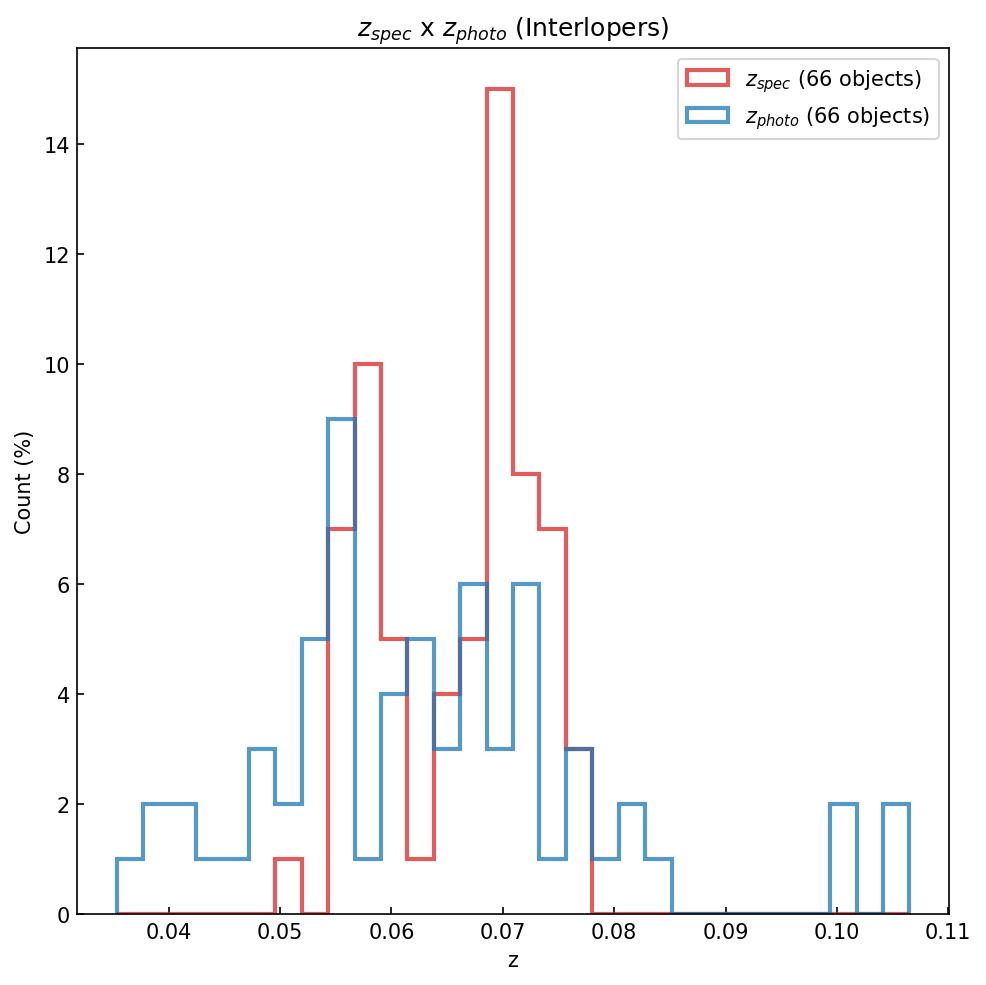 z_spec x z_photo (Interlopers)
z_spec (66 objects)
z_photo (66 objects)
Count (%)
14
12
10
8
6
4
2
0
0.04 0.05 0.06 0.07 0.08 0.09 0.10 0.11
z